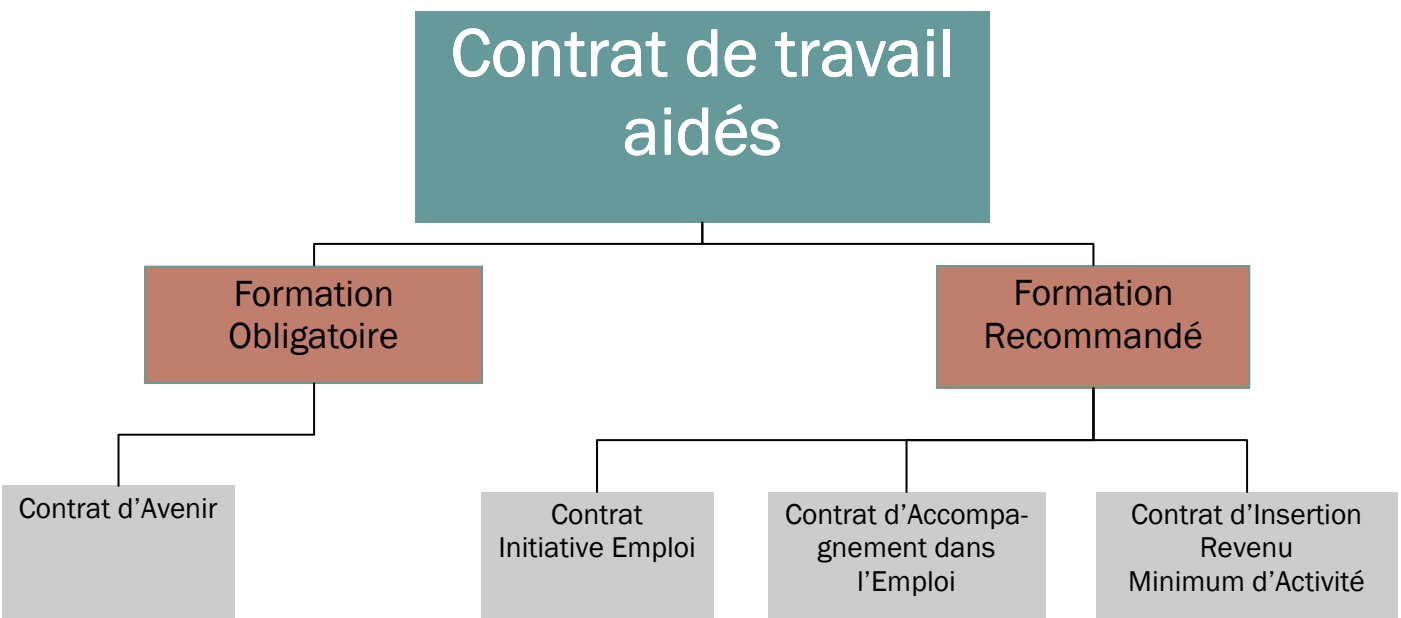 Contrat de travail
aidés
Formation
Obligatoire
Formation
Recommandé
Contrat d’Avenir
Contrat
Initiative Emploi
Contrat d’Accompa-
gnement dans
l’Emploi
Contrat d’Insertion
Revenu
Minimum d’Activité